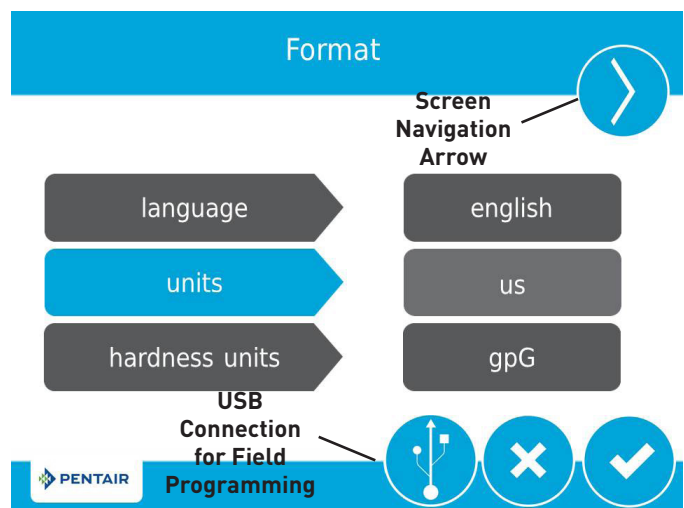 Format
Screen
Navigation
Arrow
language
english
units
us
hardness units
gpG
USB
Connection
for Field
Programming
PENTAIR